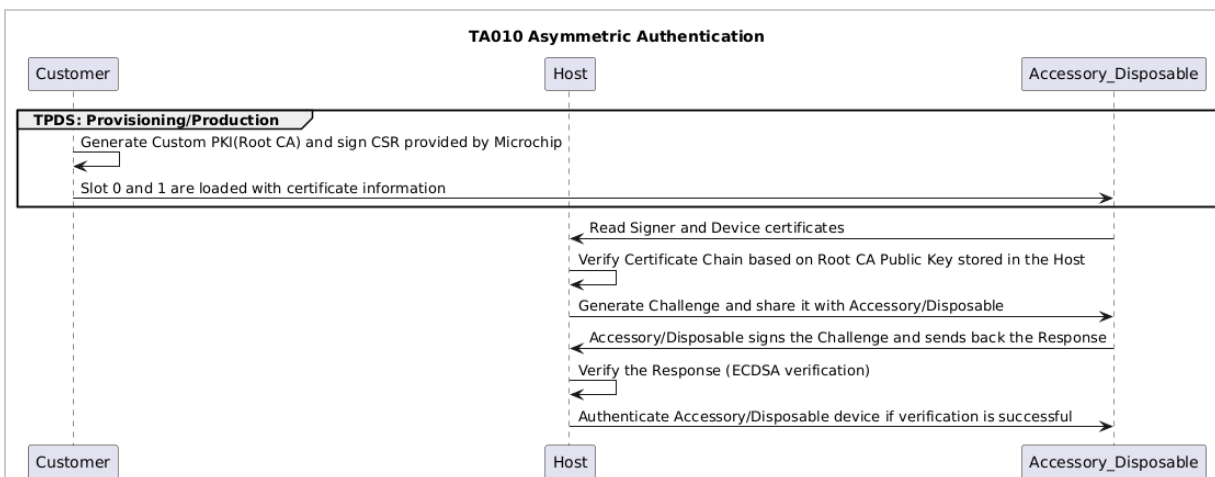 TA010 Asymmetric Authentication
Customer Host Accessory_Disposable
TPDS: Provisioning/Production
Generate Custom PKI(Root CA) and sign CSR provided by Microchip
Slot 0 and 1 are loaded with certificate information
Read Signer and Device certificates
Verify Certificate Chain based on Root CA Public Key stored in the Host
Generate Challenge and share it with Accessory/Disposable
Accessory/Disposable signs the Challenge and sends back the Response
Verify the Response (ECDSA verification)
Authenticate Accessory/Disposable device if verification is successful
Customer Host Accessory_Disposable